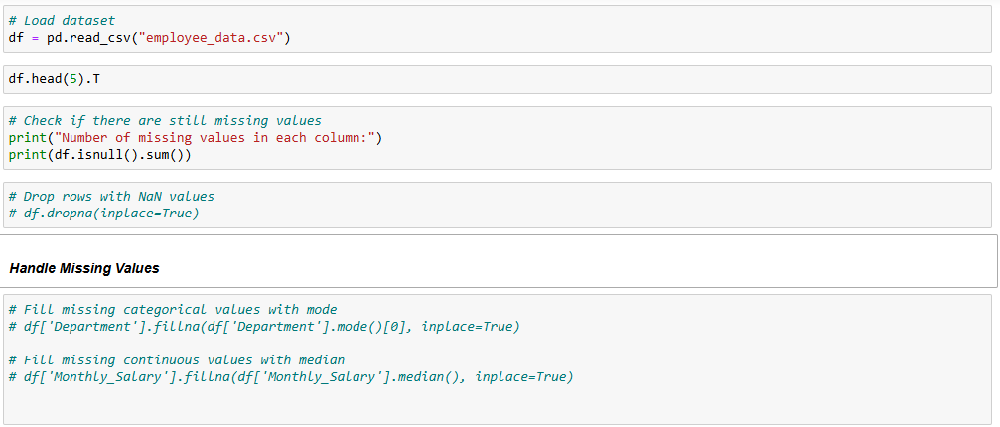 # Load dataset
df = pd.read_csv("employee_data.csv")
df.head(5).T
# Check if there are still missing values
print("Number of missing values in each column:")
print(df.isnull().sum())
# Drop rows with NaN values
# df.dropna(inplace=True)
Handle Missing Values
# Fill missing categorical values with mode
# df['Department'].fillna(df['Department'].mode()[0], inplace=True)
# Fill missing continuous values with median
# df['Monthly_Salary'].fillna(df['Monthly_Salary'].median(), inplace=True)